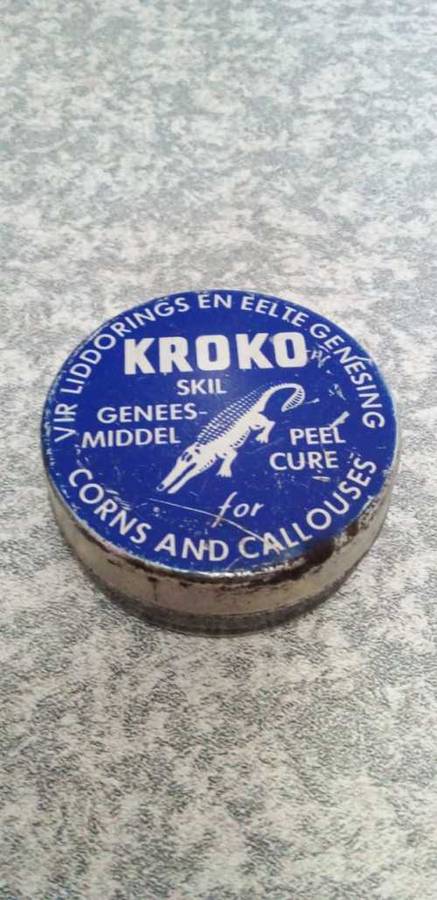 VIR LIDDORINGS EN EELTE GENESING
KROKO
SKIL
GENEES-
MIDDEL
PEEL
CURE
for
CORNS AND CALLOUSES